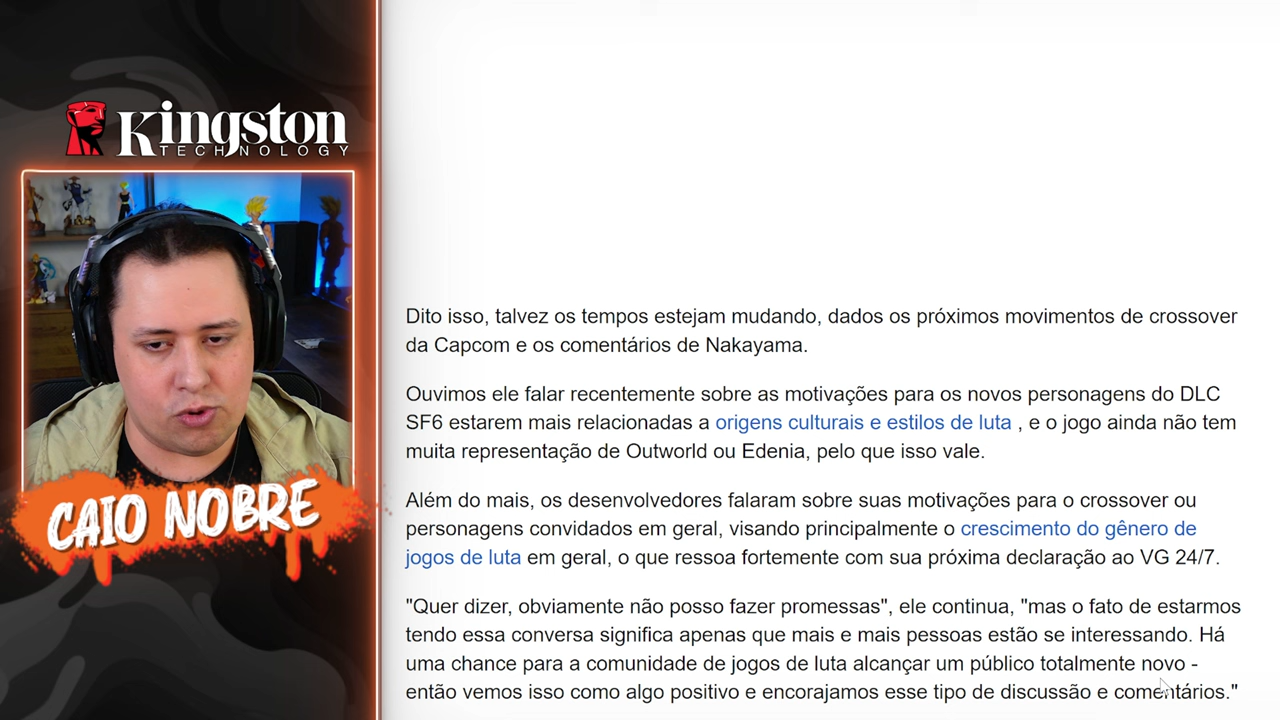 Kingston
TECHNOLOGY
CAIO NOBRE
Dito isso, talvez os tempos estejam mudando, dados os próximos movimentos de crossover
da Capcom e os comentários de Nakayama.
Ouvimos ele falar recentemente sobre as motivações para os novos personagens do DLC
SF6 estarem mais relacionadas a origens culturais e estilos de luta , e o jogo ainda não tem
muita representação de Outworld ou Edenia, pelo que isso vale.
Além do mais, os desenvolvedores falaram sobre suas motivações para o crossover ou
personagens convidados em geral, visando principalmente o crescimento do gênero de
jogos de luta em geral, o que ressoa fortemente com sua próxima declaração ao VG 24/7.
"Quer dizer, obviamente não posso fazer promessas", ele continua, "mas o fato de estarmos
tendo essa conversa significa apenas que mais e mais pessoas estão se interessando. Há
uma chance para a comunidade de jogos de luta alcançar um público totalmente novo -
então vemos isso como algo positivo e encorajamos esse tipo de discussão e comentários."